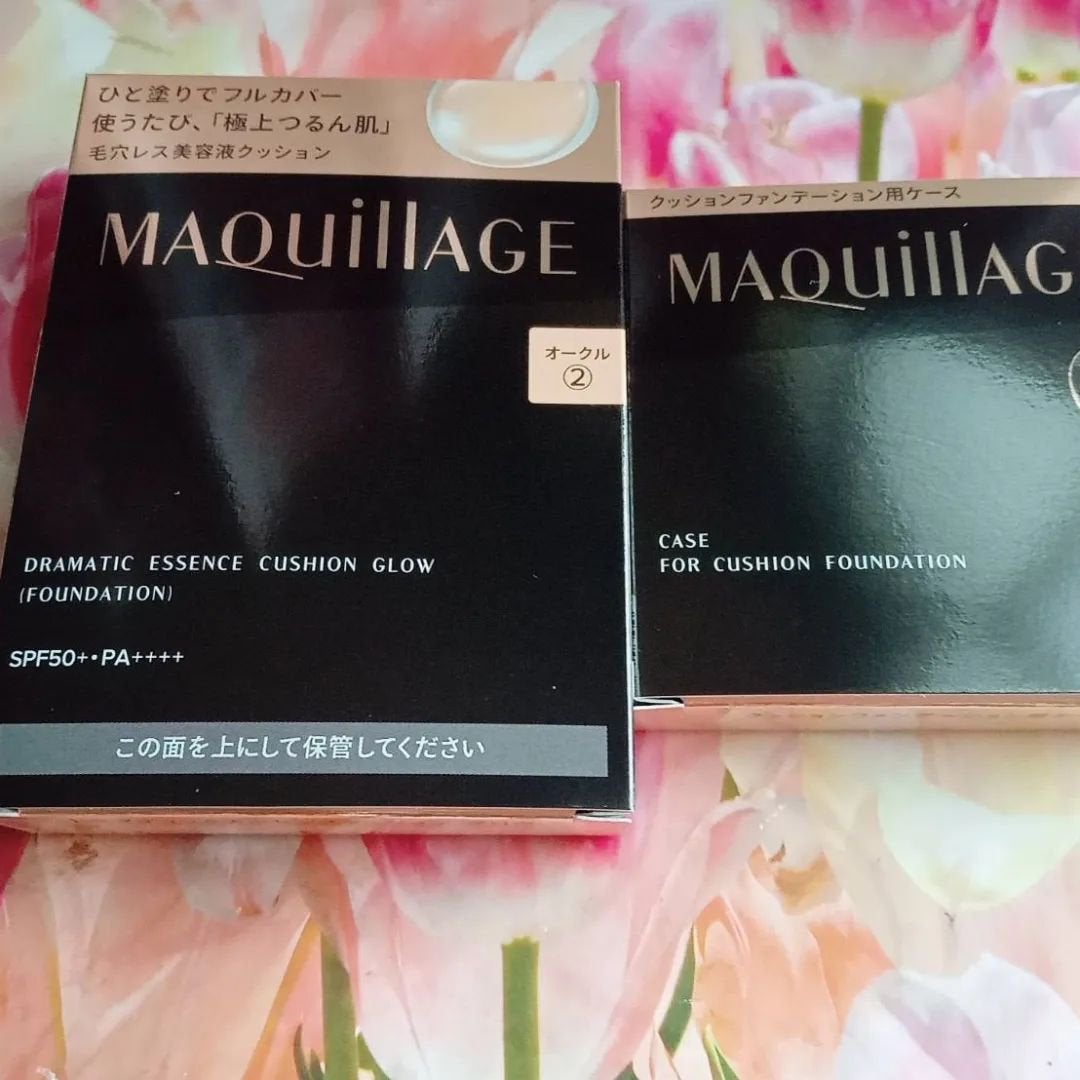 ひと塗りでフルカバー
使うたび、「極上つるん肌」
毛穴レス美容液クッション
MAQuillAGE
オークル
②
DRAMATIC ESSENCE CUSHION GLOW
(FOUNDATION)
SPF50+・PA++++
この面を上にして保管してください
クッションファンデーション用ケース
MAQuillAG
CASE
FOR CUSHION FOUNDATION